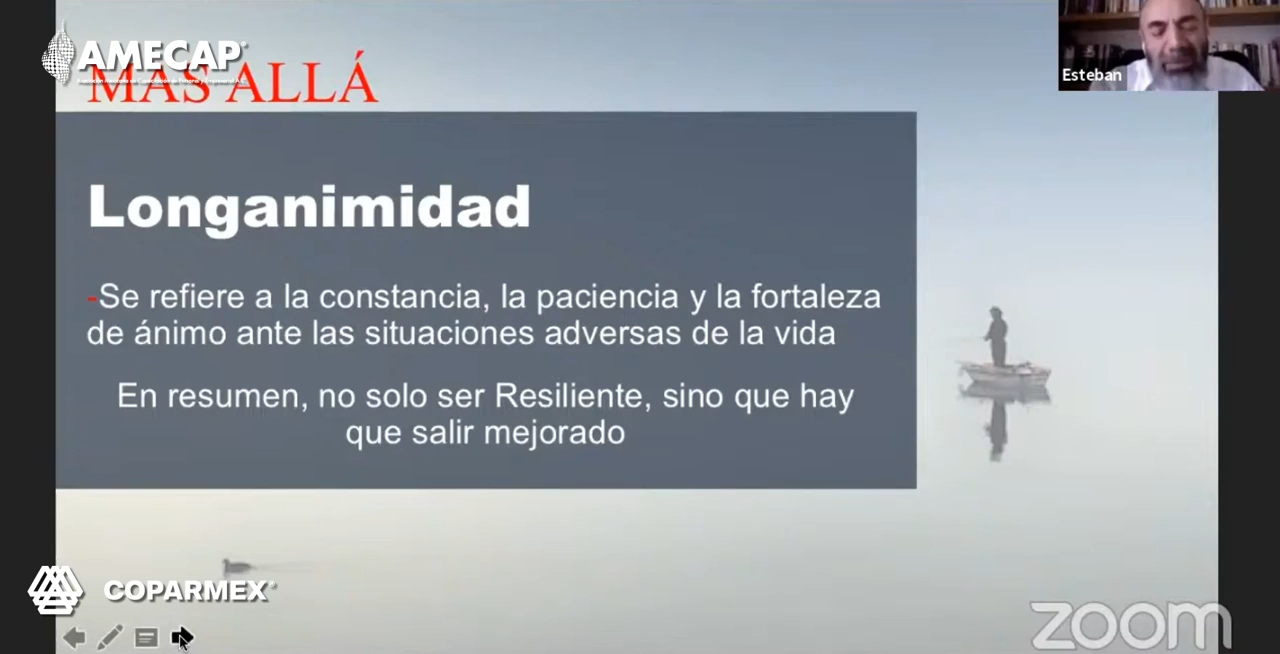 AMECAP
MAS ALLÁ
Esteban
Longanimidad
-Se refiere a la constancia, la paciencia y la fortaleza
de ánimo ante las situaciones adversas de la vida
En resumen, no solo ser Resiliente, sino que hay
que salir mejorado
COPARMEX
zoom